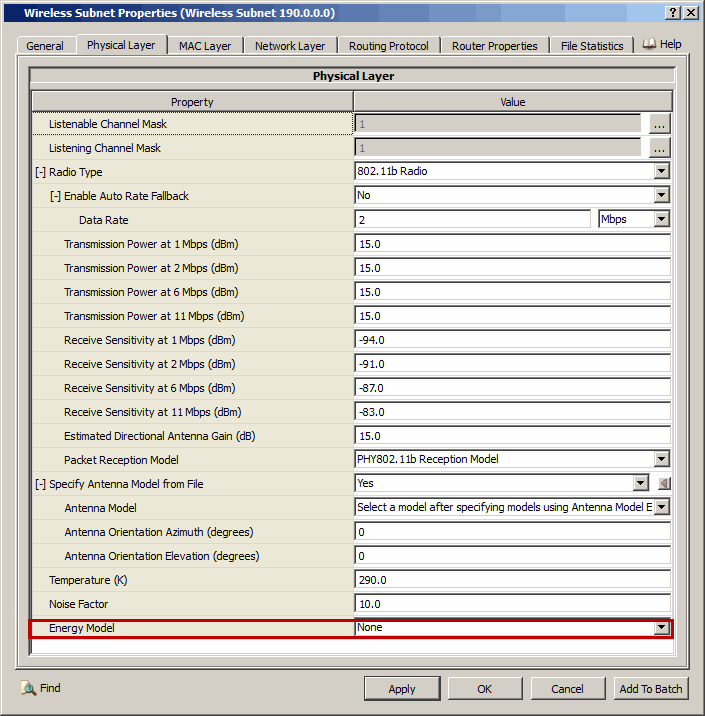 Wireless Subnet Properties (Wireless Subnet 190.0.0.0)
General Physical Layer MAC Layer Network Layer Routing Protocol Router Properties File Statistics Help
Physical Layer
Property Value
Listenable Channel Mask 1 ...
Listening Channel Mask 1 ...
[-] Radio Type 802.11b Radio
[-] Enable Auto Rate Fallback No
Data Rate 2 Mbps
Transmission Power at 1 Mbps (dBm) 15.0
Transmission Power at 2 Mbps (dBm) 15.0
Transmission Power at 6 Mbps (dBm) 15.0
Transmission Power at 11 Mbps (dBm) 15.0
Receive Sensitivity at 1 Mbps (dBm) -94.0
Receive Sensitivity at 2 Mbps (dBm) -91.0
Receive Sensitivity at 6 Mbps (dBm) -87.0
Receive Sensitivity at 11 Mbps (dBm) -83.0
Estimated Directional Antenna Gain (dB) 15.0
Packet Reception Model PHY802.11b Reception Model
[-] Specify Antenna Model from File Yes
Antenna Model Select a model after specifying models using Antenna Model E
Antenna Orientation Azimuth (degrees) 0
Antenna Orientation Elevation (degrees) 0
Temperature (K) 290.0
Noise Factor 10.0
Energy Model None
Find Apply OK Cancel Add To Batch